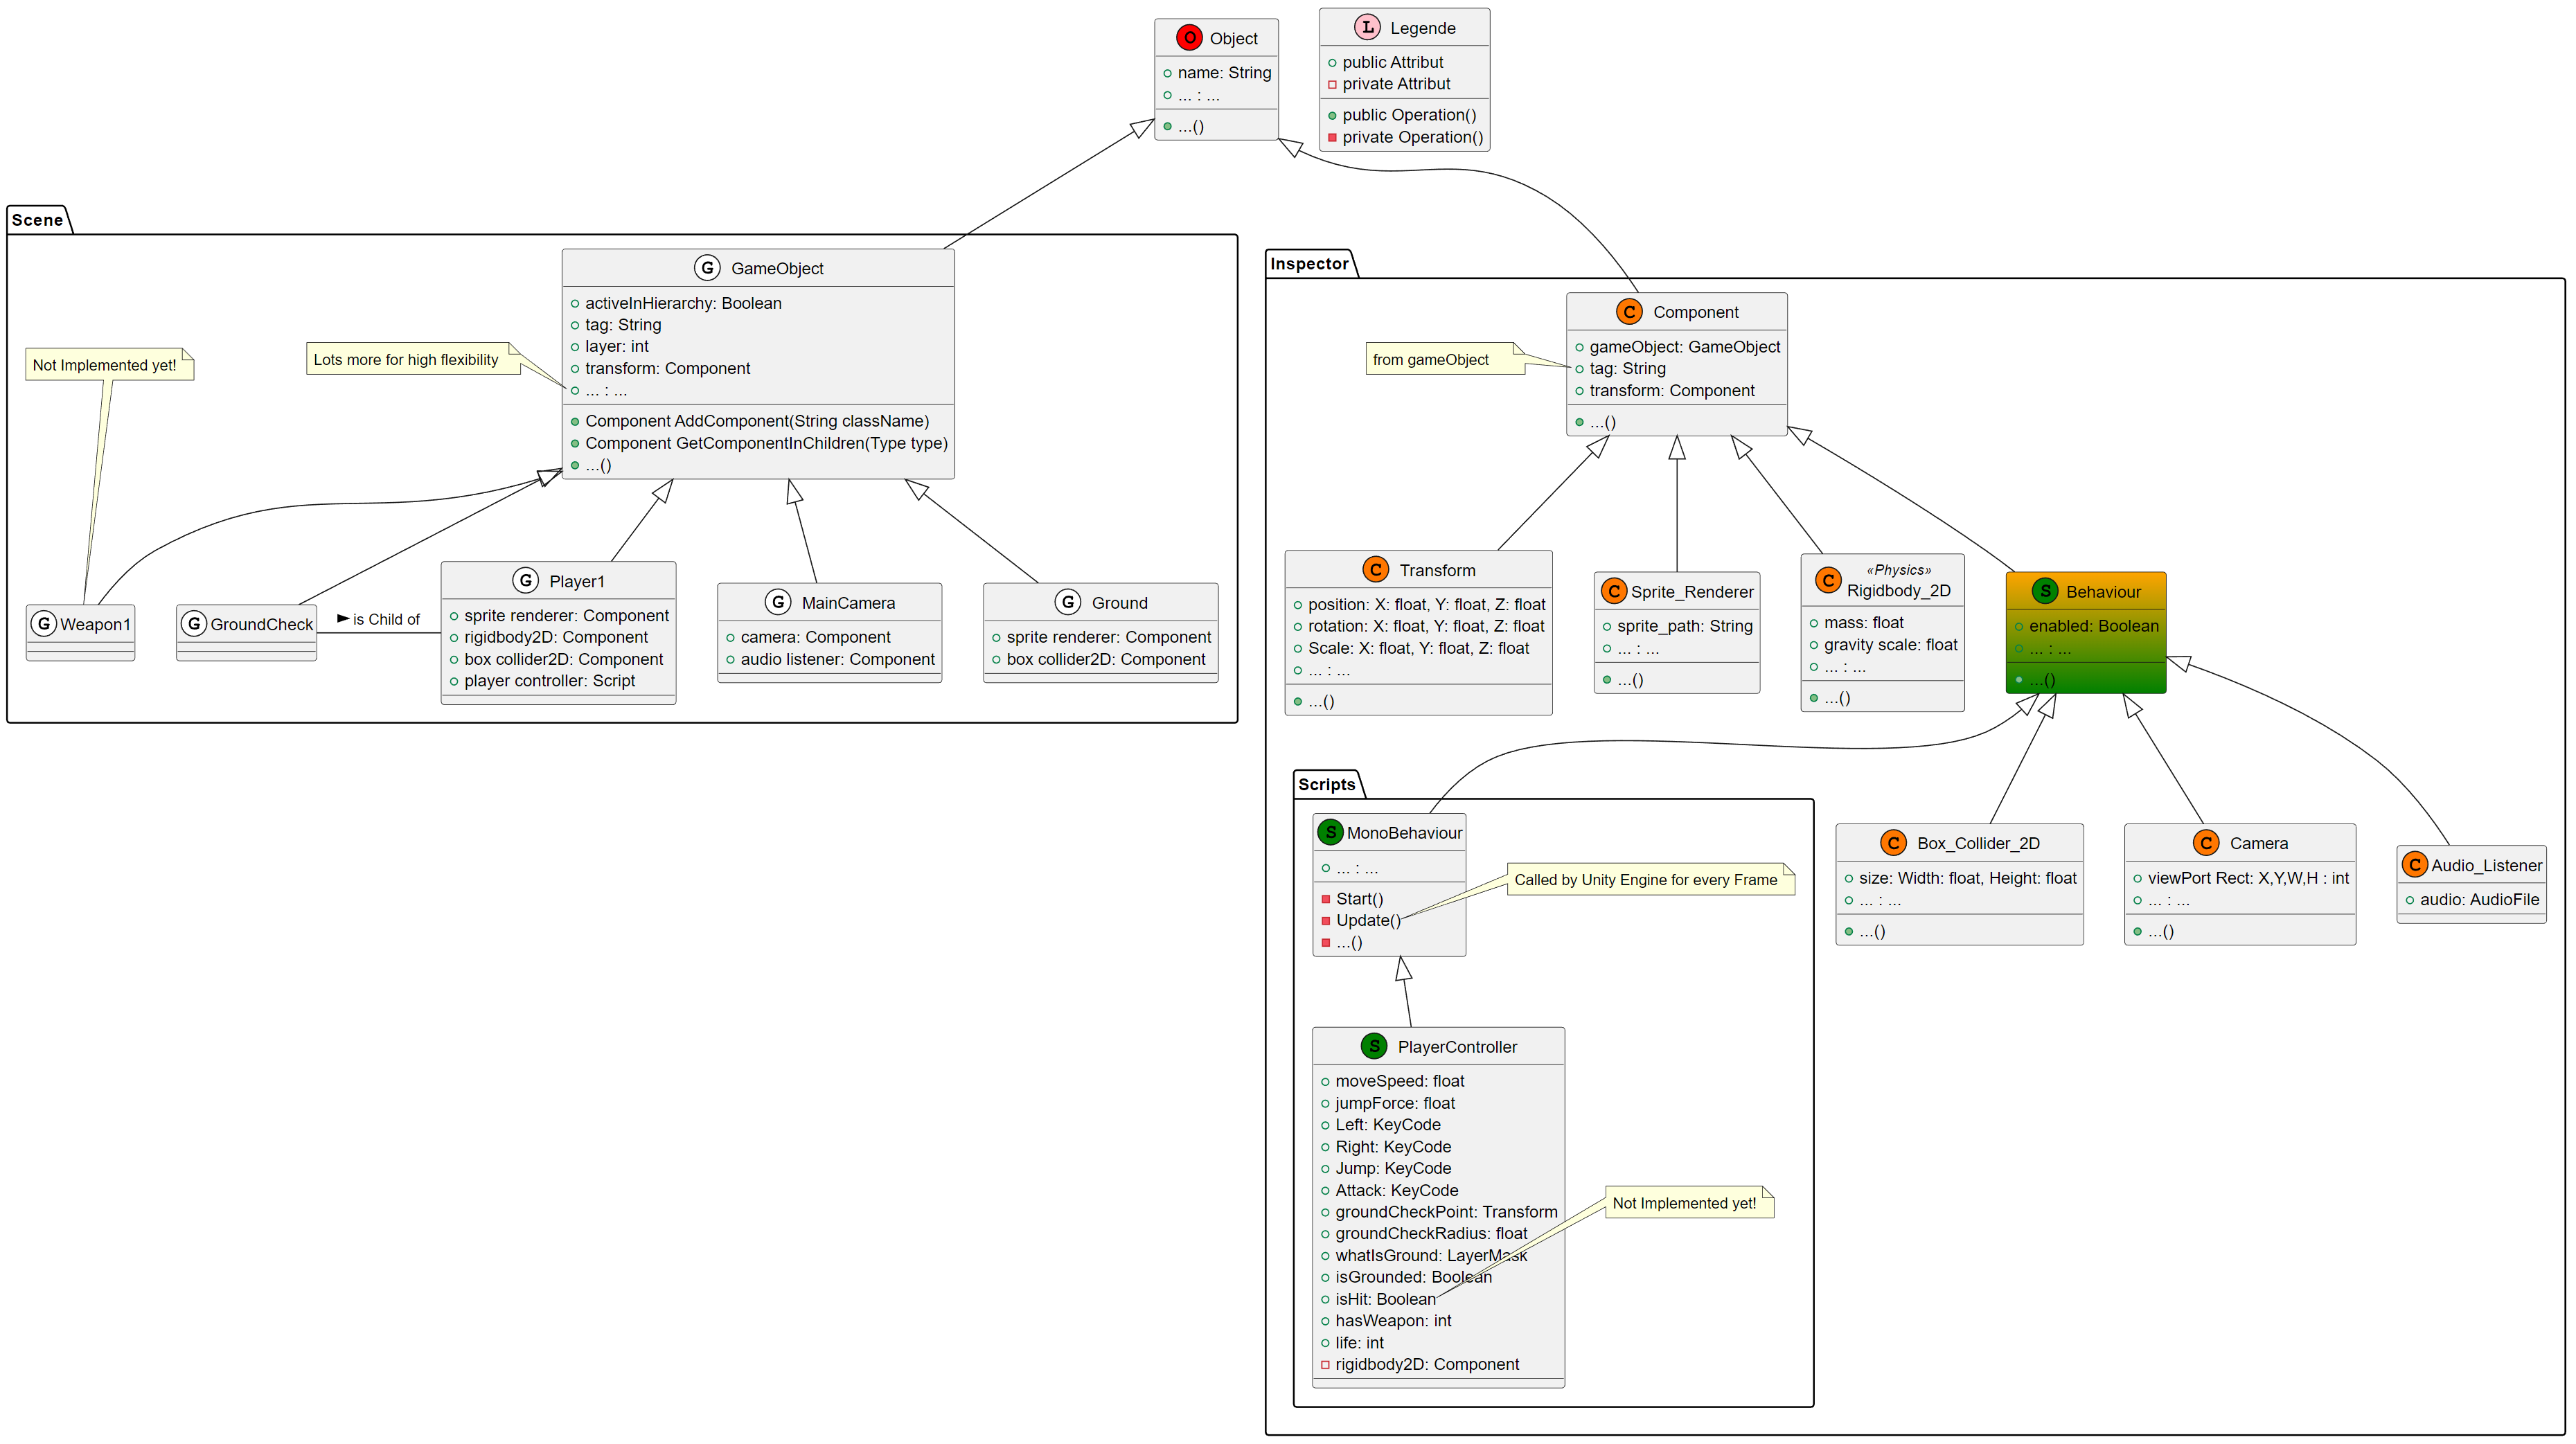 O Object
name: String
... : ...
...()
L Legende
public Attribut
private Attribut
public Operation()
private Operation()
Scene
G GameObject
activeInHierarchy: Boolean
tag: String
layer: int
transform: Component
... : ...
Component AddComponent(String className)
Component GetComponentInChildren(Type type)
...()
Not Implemented yet!
Lots more for high flexibility
G Weapon1
G GroundCheck
is Child of
G Player1
sprite renderer: Component
rigidbody2D: Component
box collider2D: Component
player controller: Script
G MainCamera
camera: Component
audio listener: Component
G Ground
sprite renderer: Component
box collider2D: Component
Inspector
C Component
gameObject: GameObject
tag: String
transform: Component
...()
from gameObject
C Transform
position: X: float, Y: float, Z: float
rotation: X: float, Y: float, Z: float
Scale: X: float, Y: float, Z: float
... : ...
...()
C Sprite_Renderer
sprite_path: String
... : ...
...()
«Physics»
C Rigidbody_2D
mass: float
gravity scale: float
... : ...
...()
S Behaviour
enabled: Boolean
... : ...
...()
Scripts
S MonoBehaviour
... : ...
Start()
Update()
...()
Called by Unity Engine for every Frame
C Box_Collider_2D
size: Width: float, Height: float
... : ...
...()
C Camera
viewPort Rect: X,Y,W,H : int
... : ...
...()
C Audio_Listener
audio: AudioFile
S PlayerController
moveSpeed: float
jumpForce: float
Left: KeyCode
Right: KeyCode
Jump: KeyCode
Attack: KeyCode
groundCheckPoint: Transform
groundCheckRadius: float
whatIsGround: LayerMask
isGrounded: Boolean
isHit: Boolean
hasWeapon: int
life: int
rigidbody2D: Component
Not Implemented yet!